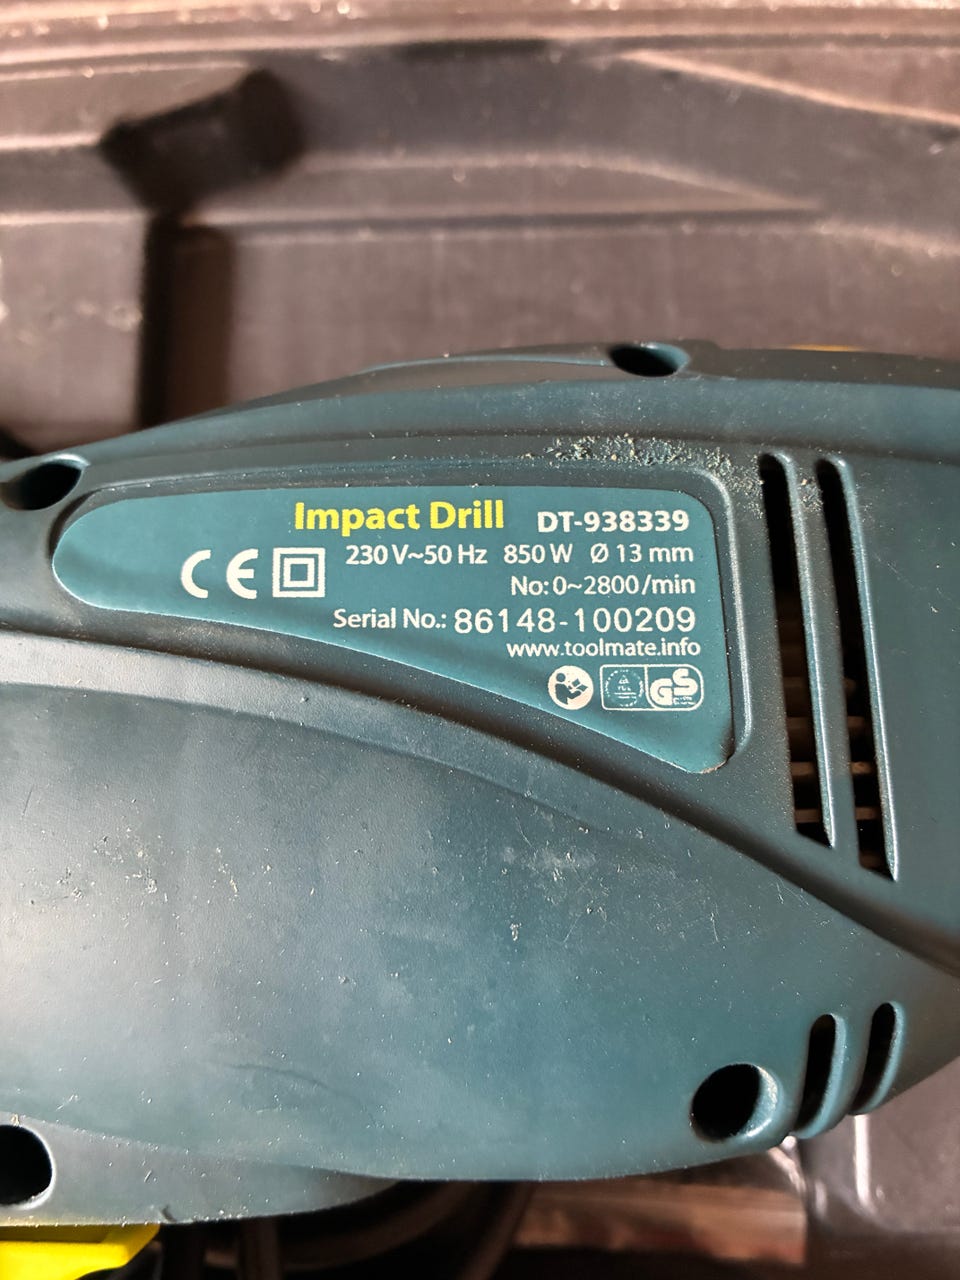 Impact Drill DT-938339
CE 230 V~50 Hz 850 W Ø 13 mm
No: 0~2800/min
Serial No.: 86148-100209
www.toolmate.info
GS